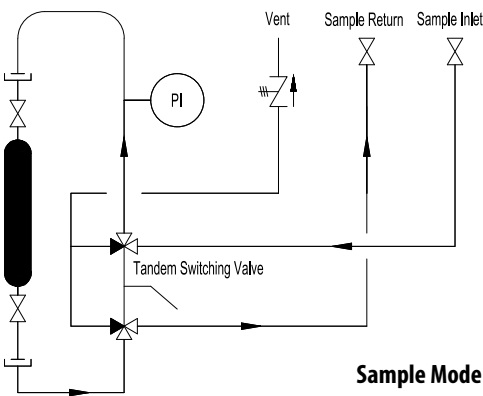 Vent
Sample Return
Sample Inlet
PI
Tandem Switching Valve
Sample Mode